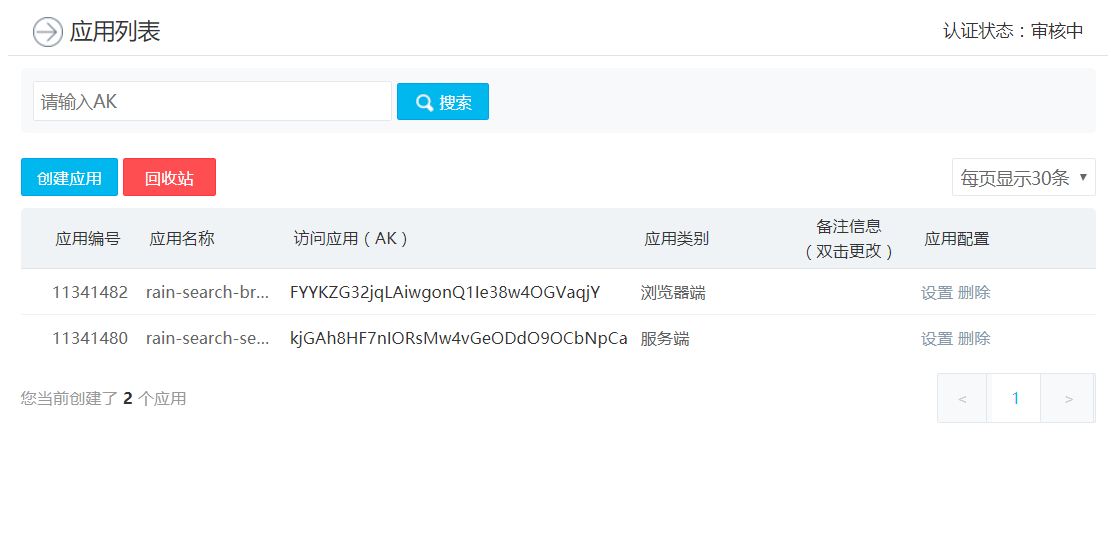 应用列表
认证状态：审核中
请输入AK
搜索
创建应用 回收站
每页显示30条
应用编号 应用名称 访问应用（AK） 应用类别 备注信息（双击更改） 应用配置
11341482 rain-search-br... FYYKZG32jqLAiwgonQ1Ie38w4OGVaqjY 浏览器端 设置 删除
11341480 rain-search-se... kjGAh8HF7nIORsMw4vGeODdO9OCbNpCa 服务端 设置 删除
您当前创建了 2 个应用
< 1 >